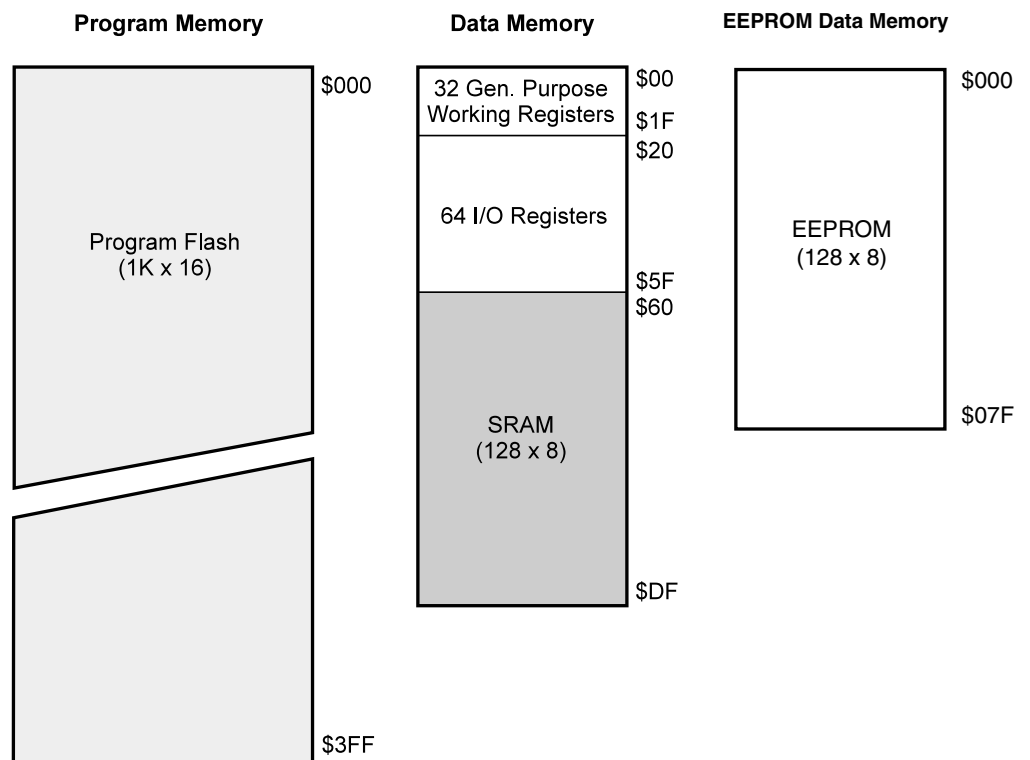 Program Memory
$000
Program Flash
(1K x 16)
$3FF
Data Memory
32 Gen. Purpose
Working Registers
$00
$1F
$20
64 I/O Registers
$5F
$60
SRAM
(128 x 8)
$DF
EEPROM Data Memory
$000
EEPROM
(128 x 8)
$07F